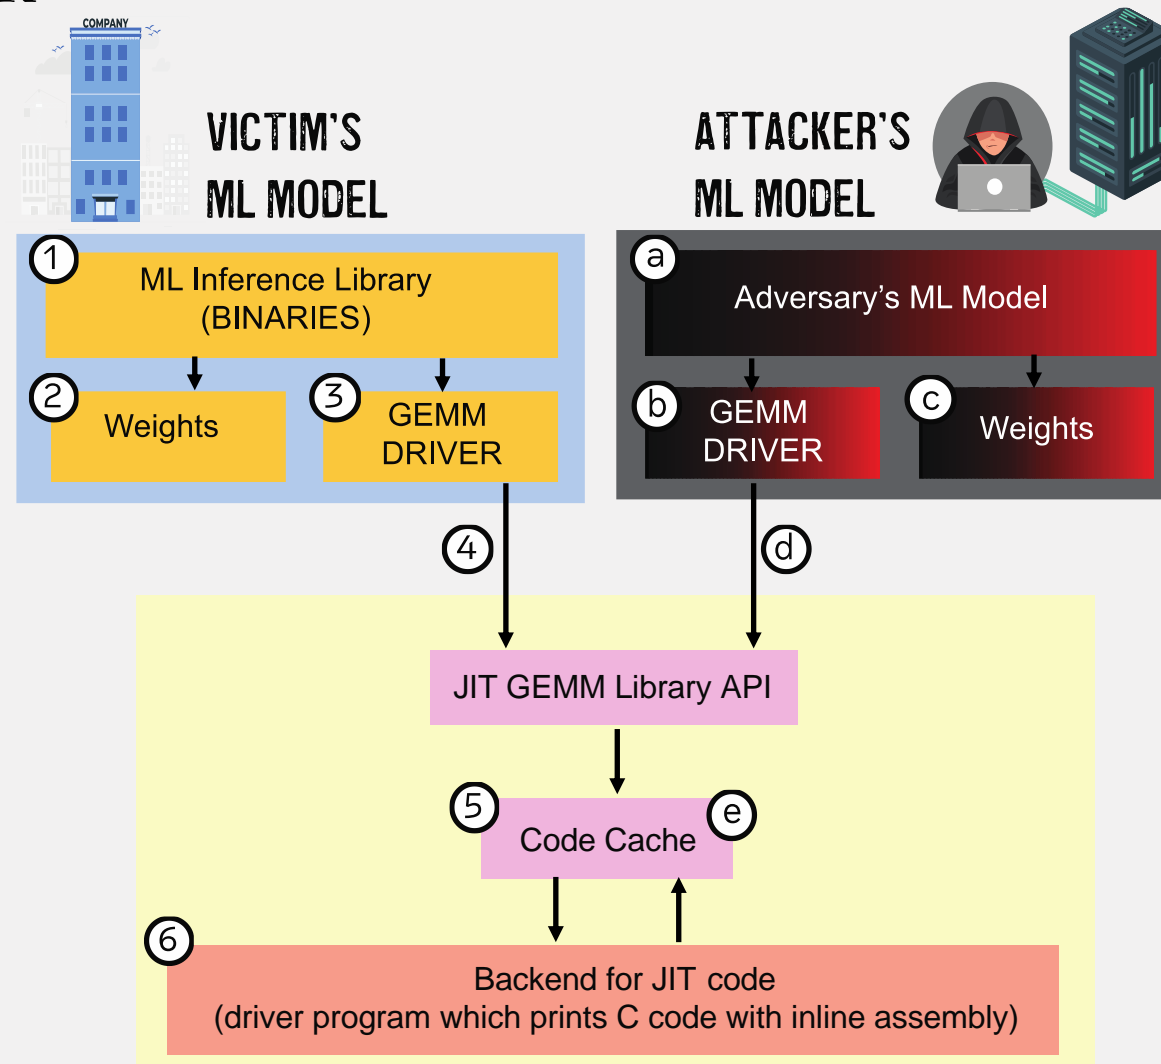 COMPANY
VICTIM'S
ML MODEL
ATTACKER'S
ML MODEL
1
ML Inference Library
(BINARIES)
2
Weights
3
GEMM
DRIVER
a
Adversary's ML Model
b
GEMM
DRIVER
c
Weights
4
d
JIT GEMM Library API
5
Code Cache
e
6
Backend for JIT code
(driver program which prints C code with inline assembly)